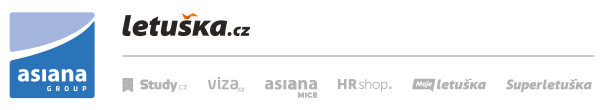 asiana
GROUP
letuška.cz
Study.cz viza.cz asiana MICE HRshop. Moje letuška Superletuška